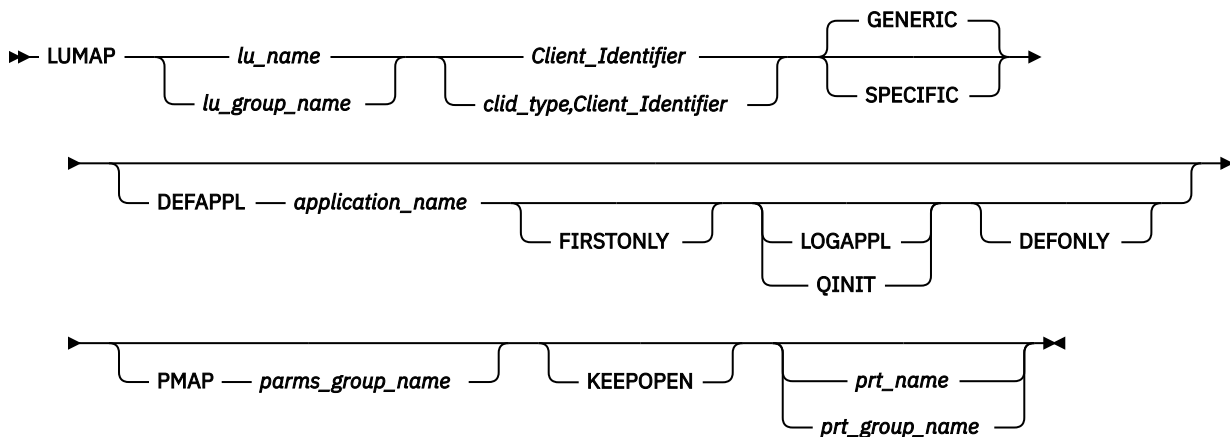 GENERIC
LUMAP lu_name Client_Identifier
lu_group_name clid_type,Client_Identifier SPECIFIC
DEFAPPL application_name
FIRSTONLY LOGAPPL DEFONLY
QINIT
PMAP parms_group_name KEEPOPEN prt_name
prt_group_name